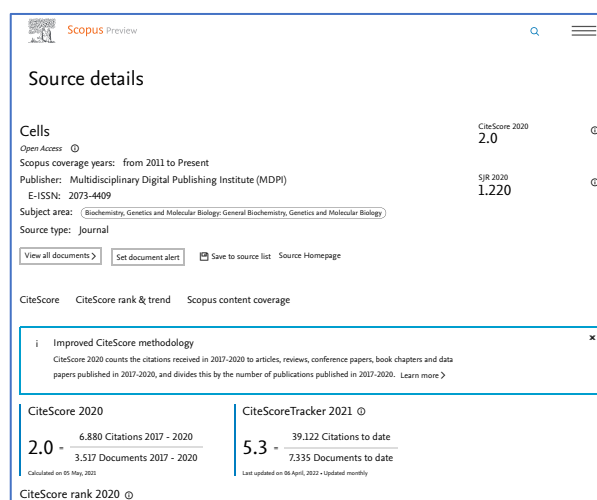 Scopus Preview
Source details
Cells
Open Access
Scopus coverage years: from 2011 to Present
Publisher: Multidisciplinary Digital Publishing Institute (MDPI)
E-ISSN: 2073-4409
Subject area: Biochemistry, Genetics and Molecular Biology: General Biochemistry, Genetics and Molecular Biology
Source type: Journal
CiteScore 2020
2.0
SJR 2020
1.220
View all documents > Set document alert Save to source list Source Homepage
CiteScore CiteScore rank & trend Scopus content coverage
i Improved CiteScore methodology x
CiteScore 2020 counts the citations received in 2017-2020 to articles, reviews, conference papers, book chapters and data
papers published in 2017-2020, and divides this by the number of publications published in 2017-2020. Learn more >
CiteScore 2020
2.0 = 
6.880 Citations 2017 - 2020
3.517 Documents 2017 - 2020
Calculated on 05 May, 2021
CiteScoreTracker 2021
5.3 = 
39.122 Citations to date
7.335 Documents to date
Last updated on 06 April, 2022 • Updated monthly
CiteScore rank 2020